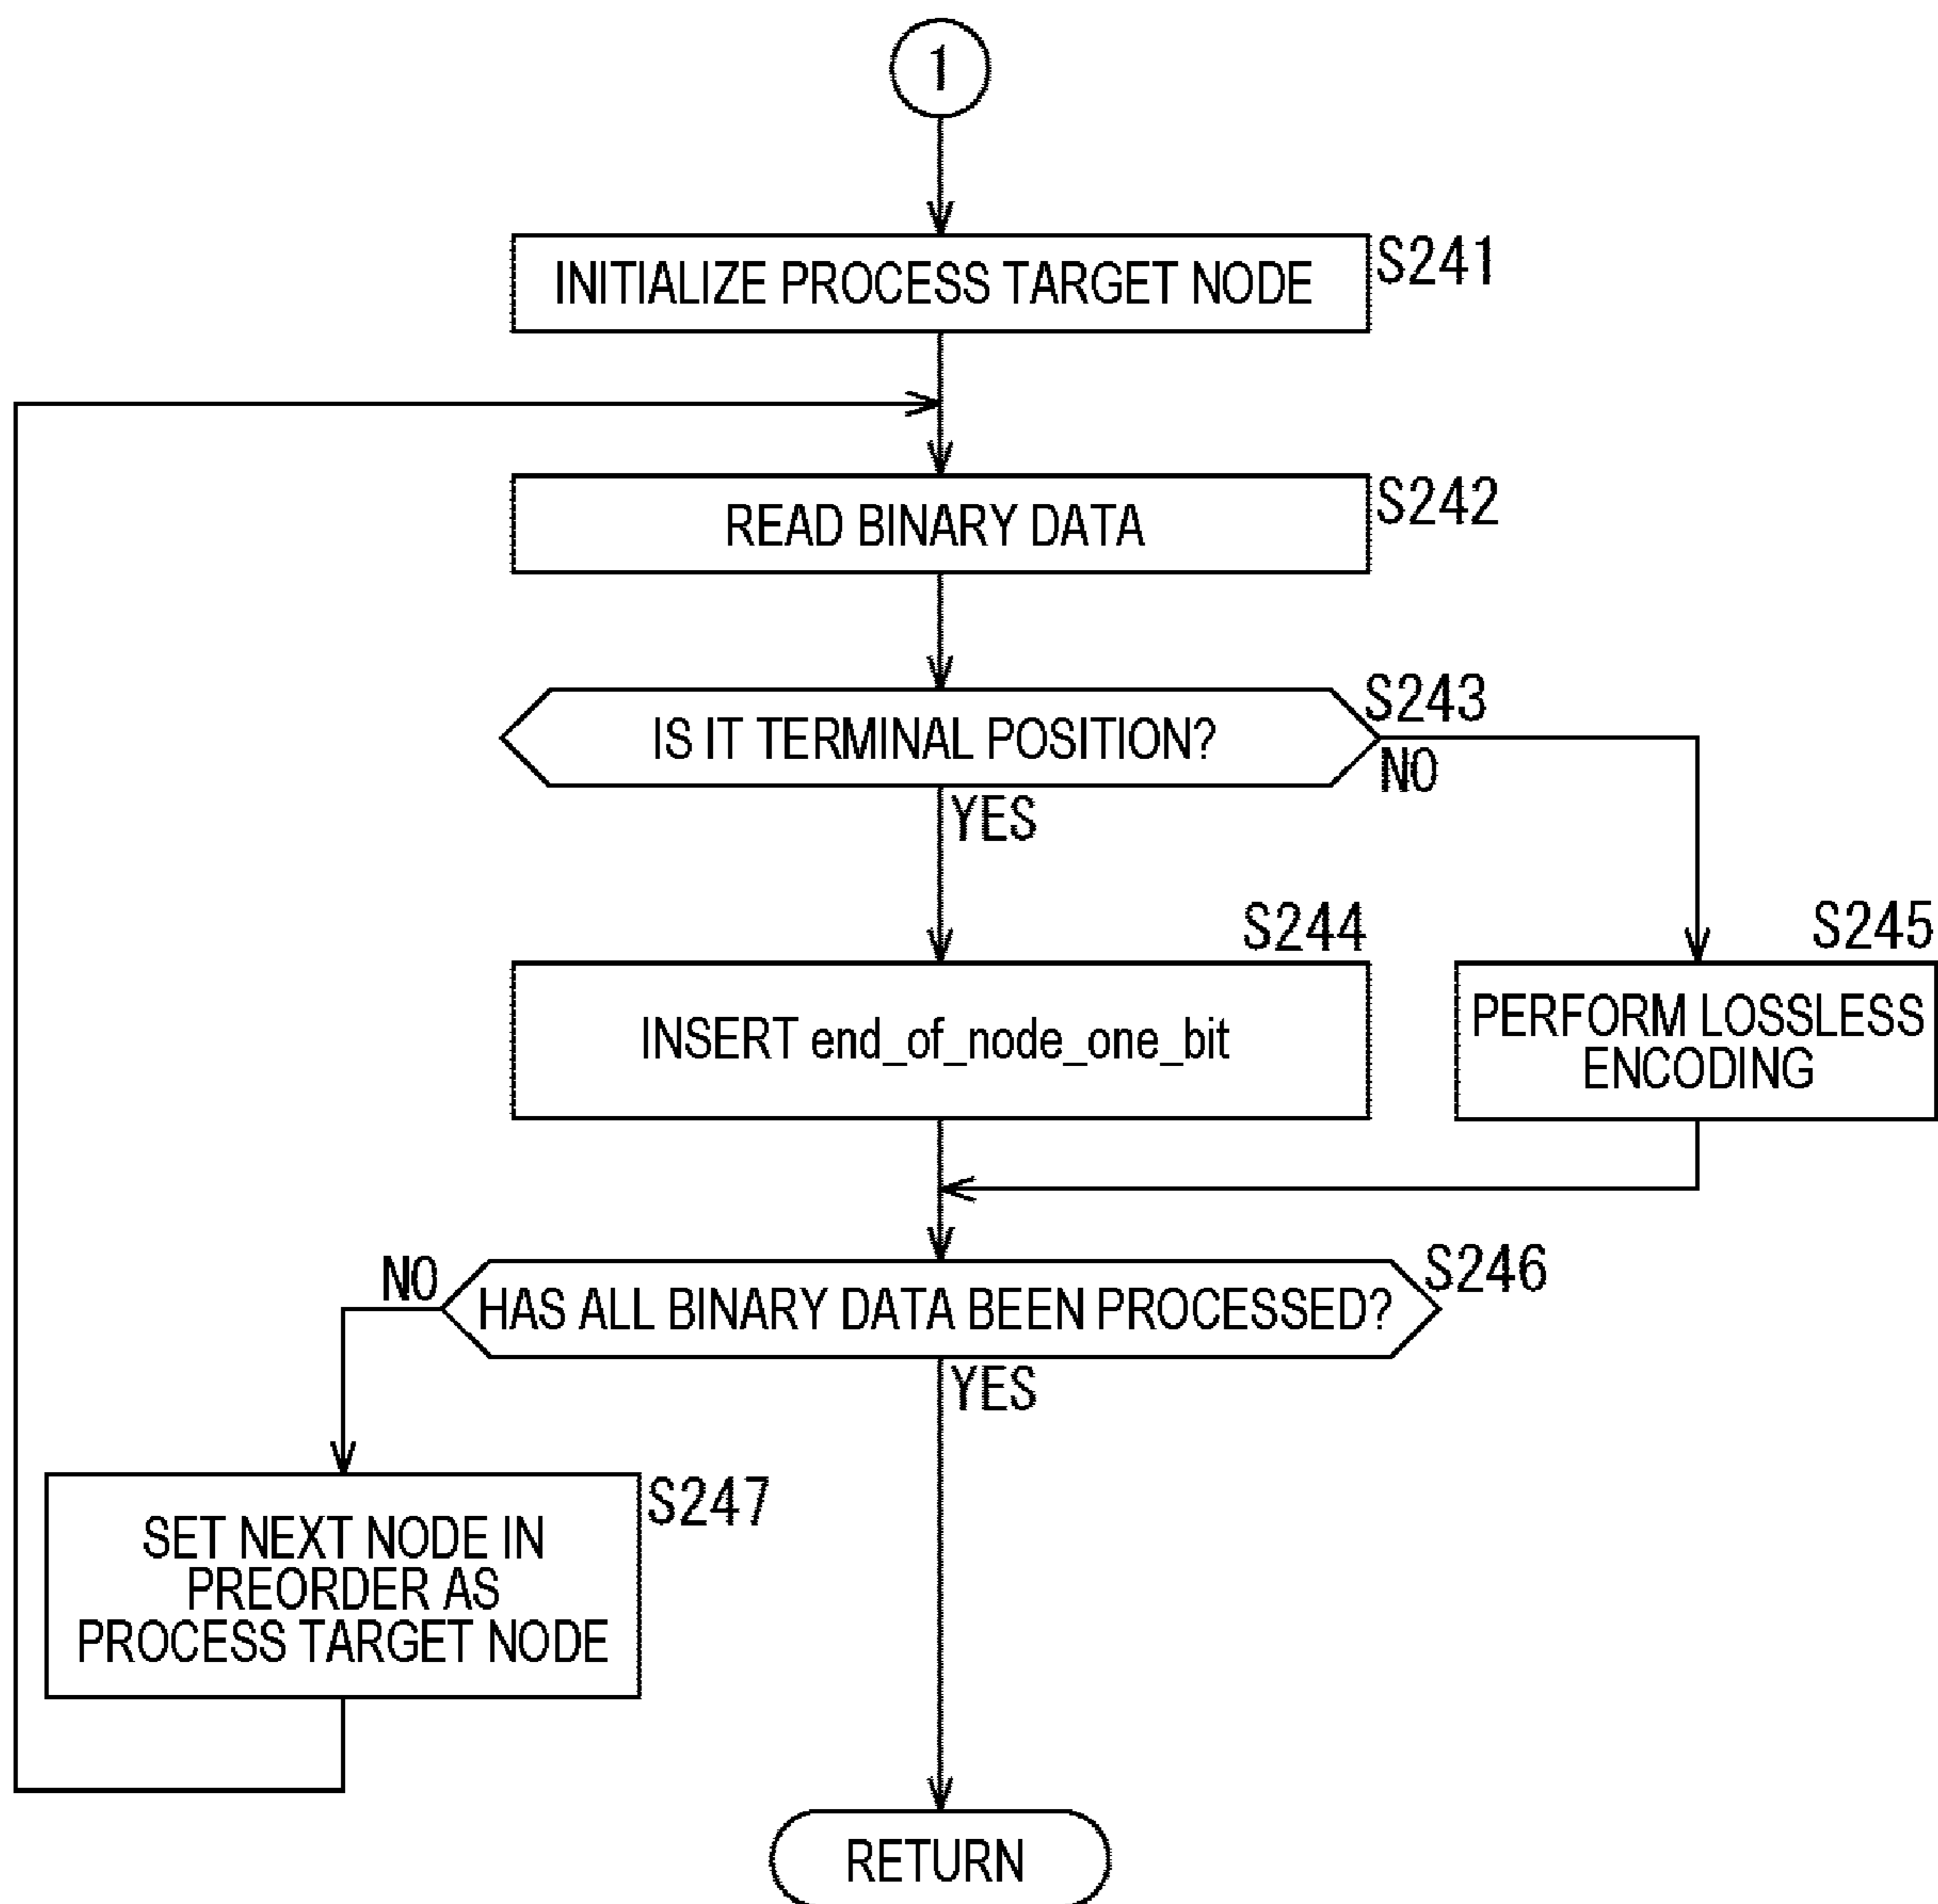 1
INITIALIZE PROCESS TARGET NODE
S241
READ BINARY DATA
S242
IS IT TERMINAL POSITION?
S243
NO
YES
S244
INSERT end_of_node_one_bit
S245
PERFORM LOSSLESS
ENCODING
HAS ALL BINARY DATA BEEN PROCESSED?
S246
NO
YES
SET NEXT NODE IN
PREORDER AS
PROCESS TARGET NODE
S247
RETURN